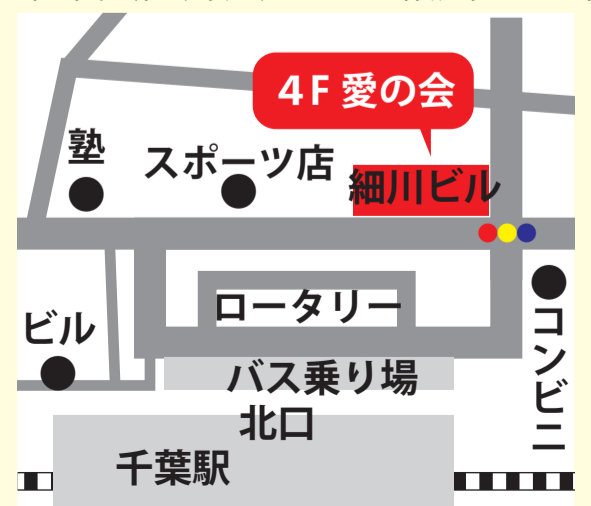 4F 愛の会
塾
スポーツ店
細川ビル
ロータリー
ビル
コンビニ
バス乗り場
北口
千葉駅